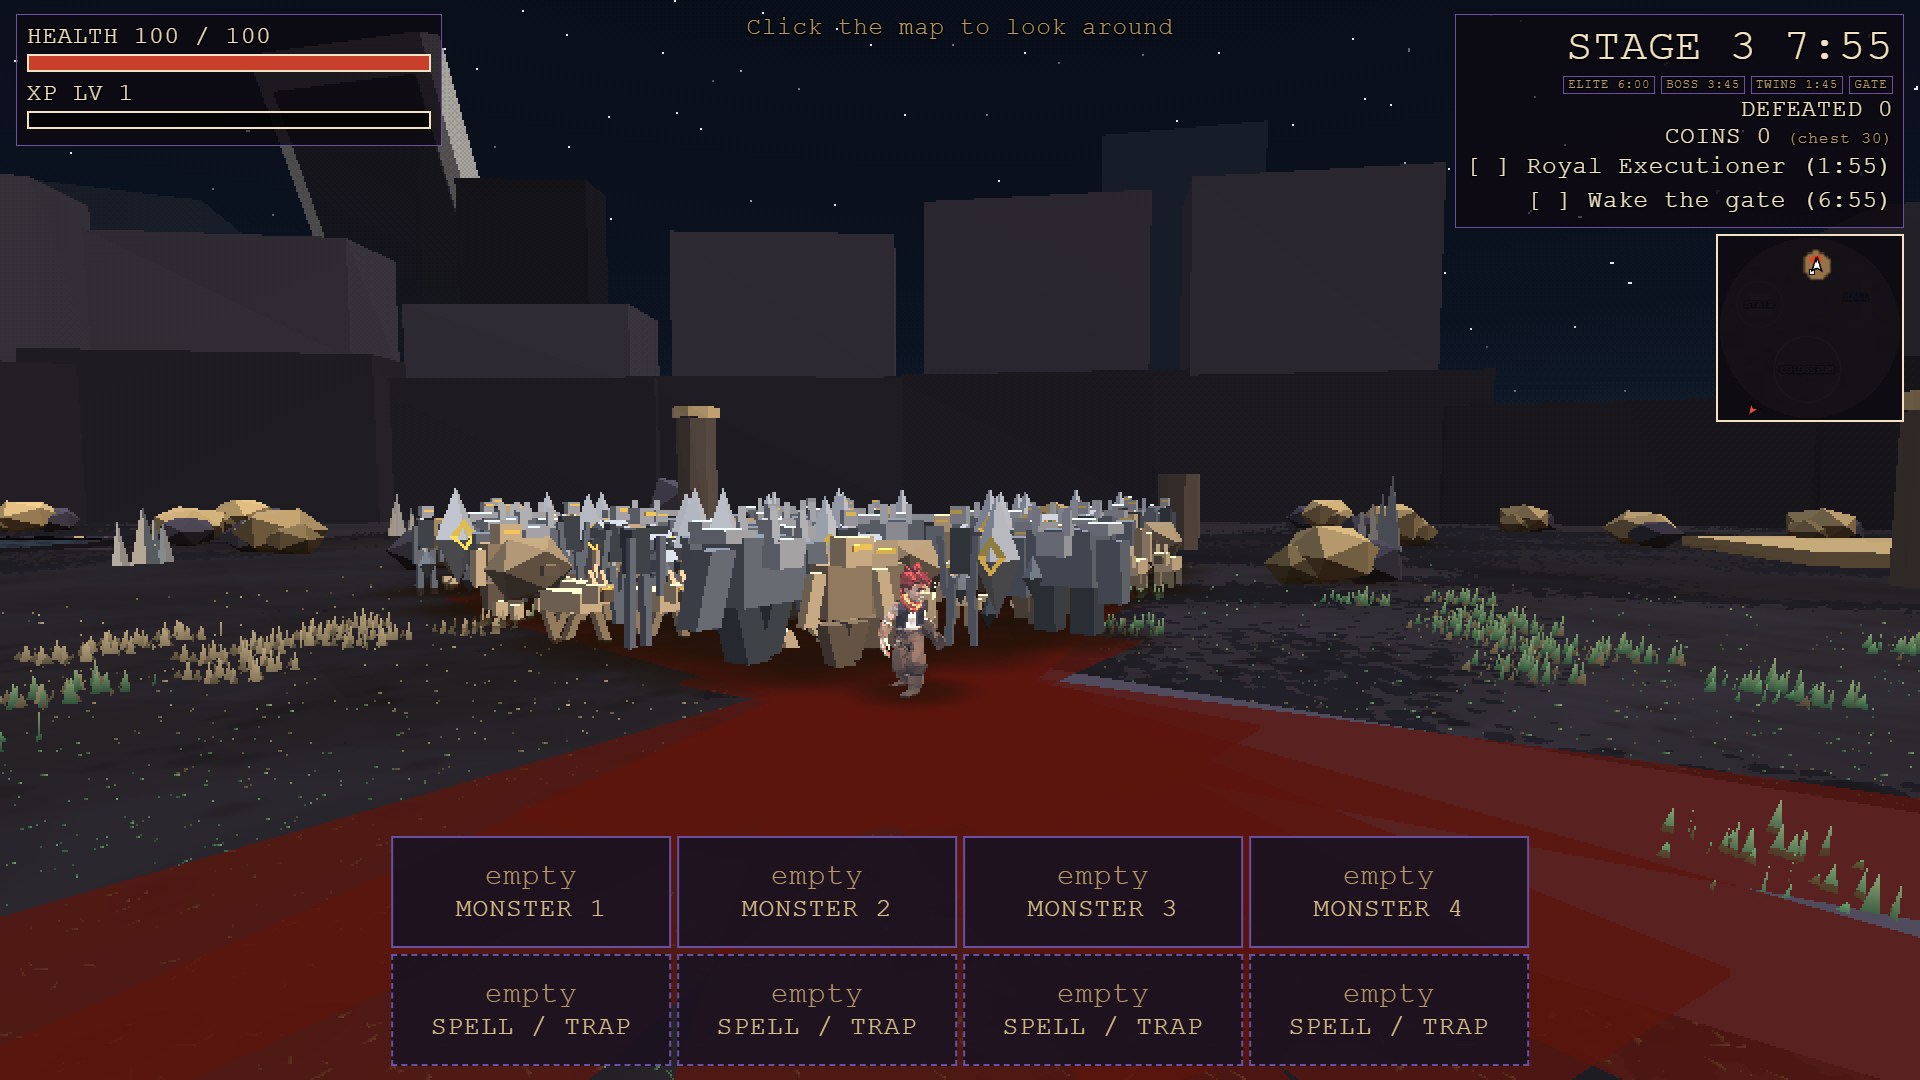 HEALTH 100 / 100
XP LV 1
Click the map to look around
STAGE 3 7:55
ELITE 6:00 BOSS 3:45 TWINS 1:45 GATE
DEFEATED 0
COINS 0 (chest 30)
[ ] Royal Executioner (1:55)
[ ] Wake the gate (6:55)
empty
MONSTER 1
empty
MONSTER 2
empty
MONSTER 3
empty
MONSTER 4
empty
SPELL / TRAP
empty
SPELL / TRAP
empty
SPELL / TRAP
empty
SPELL / TRAP